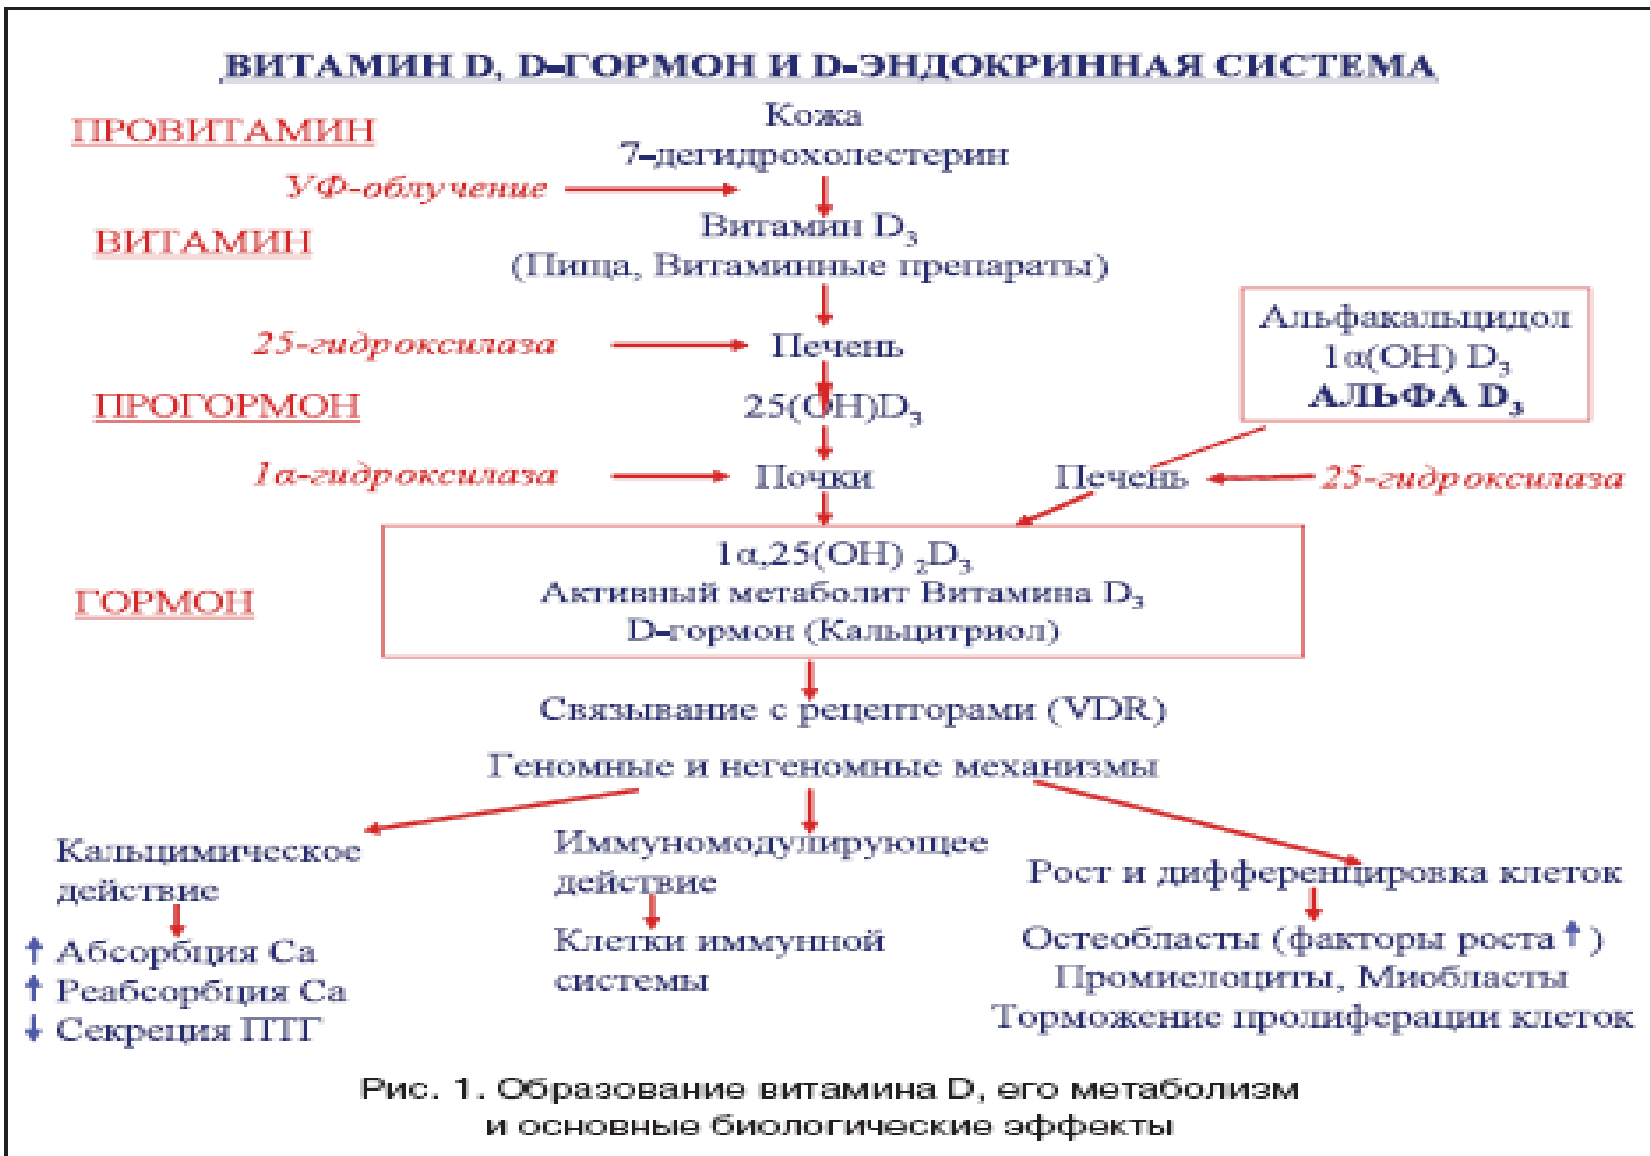 ВИТАМИН D, D-ГОРМОН И D-ЭНДОКРИННАЯ СИСТЕМА
ПРОВИТАМИН
Кожа
7-дегидрохолестерин
УФ-облучение
ВИТАМИН
Витамин D₃
(Пища, Витаминные препараты)
25-гидроксилаза
Печень
Альфакальцидол
1α(OH) D₃
АЛЬФА D₃
ПРОГОРМОН
25(OH)D₃
1α-гидроксилаза
Почки
Печень
25-гидроксилаза
ГОРМОН
1α,25(OH) ₂D₃
Активный метаболит Витамина D₃
D-гормон (Кальцитриол)
Связывание с рецепторами (VDR)
Геномные и негеномные механизмы
Кальцимическое
действие
↑ Абсорбция Ca
↑ Реабсорбция Ca
↓ Секреция ПТГ
Иммуномодулирующее
действие
Клетки иммунной
системы
Рост и дифференцировка клеток
Остеобласты (факторы роста ↑ )
Промислоциты, Миобласты
Торможение пролиферации клеток
Рис. 1. Образование витамина D, его метаболизм
и основные биологические эффекты